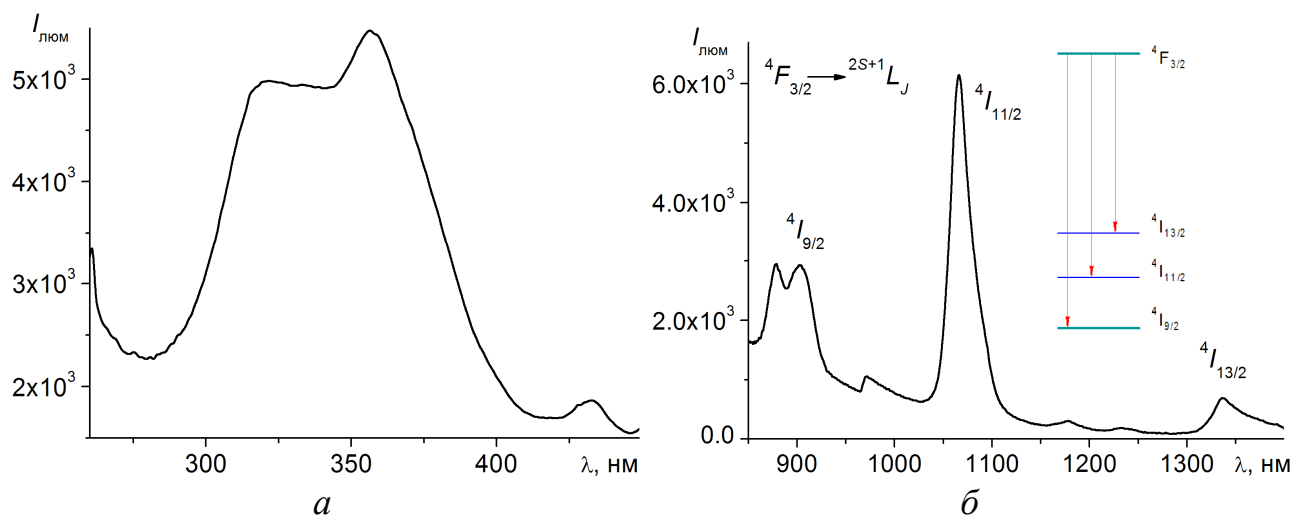 Iлюм
5x10³
4x10³
3x10³
2x10³
300 350 400 λ, нм
а
Iлюм
⁴F3/2 → ²ˢ⁺¹LJ
6.0x10³
4.0x10³
2.0x10³
0.0
⁴I9/2
⁴I11/2
⁴I13/2
⁴F3/2
⁴I13/2
⁴I11/2
⁴I9/2
900 1000 1100 1200 1300 λ, нм
б